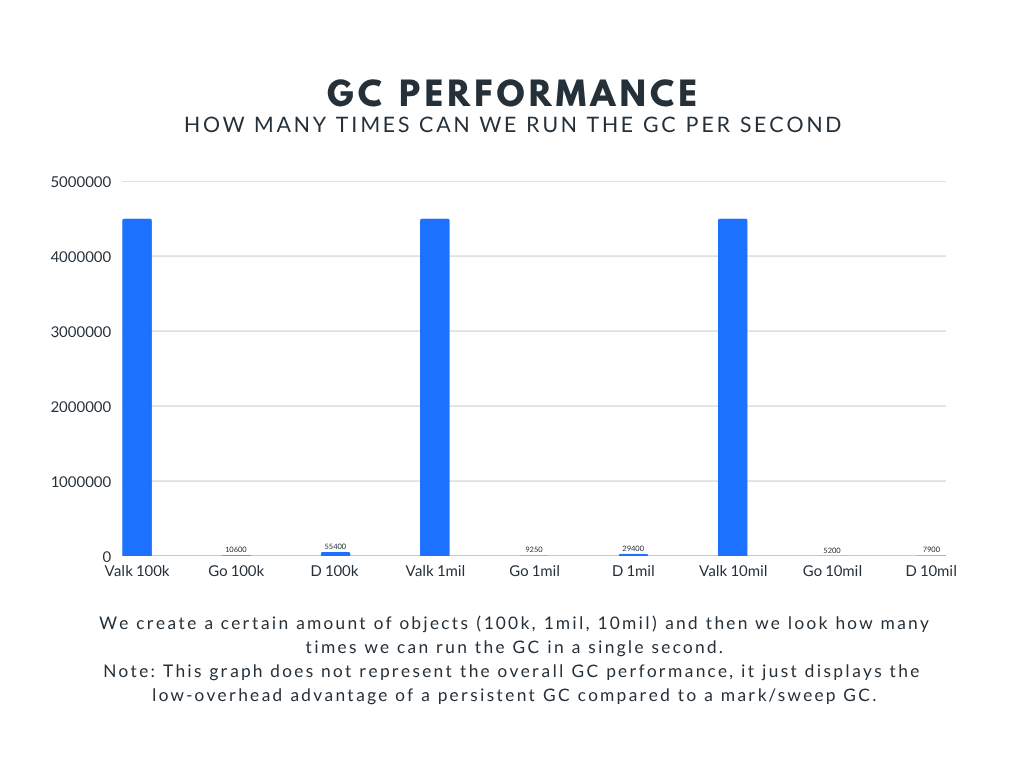 GC PERFORMANCE
HOW MANY TIMES CAN WE RUN THE GC PER SECOND
5000000
4000000
3000000
2000000
1000000
0
10600
55400
9250
29400
5200
7900
Valk 100k
Go 100k
D 100k
Valk 1mil
Go 1mil
D 1mil
Valk 10mil
Go 10mil
D 10mil
We create a certain amount of objects (100k, 1mil, 10mil) and then we look how many
times we can run the GC in a single second.
Note: This graph does not represent the overall GC performance, it just displays the
low-overhead advantage of a persistent GC compared to a mark/sweep GC.